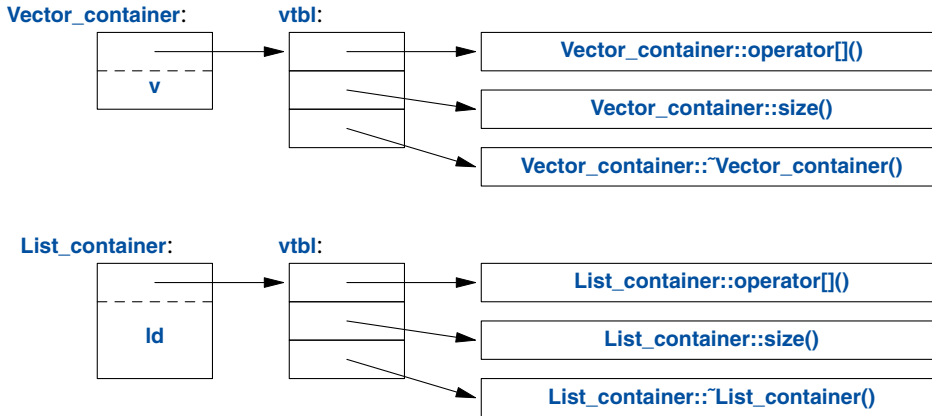 Vector_container: vtbl:
Vector_container::operator[]()
v
Vector_container::size()
Vector_container::~Vector_container()
List_container: vtbl:
List_container::operator[]()
ld
List_container::size()
List_container::~List_container()